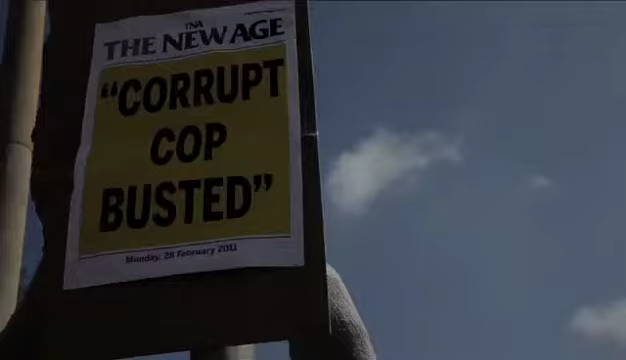 TNA
THE NEW AGE
“CORRUPT
COP
BUSTED”
Monday, 28 February 2011